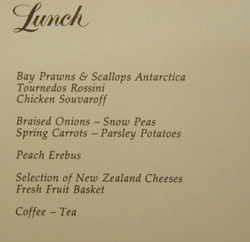 Lunch
Bay Prawns & Scallops Antarctica
Tournedos Rossini
Chicken Souvaroff
Braised Onions – Snow Peas
Spring Carrots – Parsley Potatoes
Peach Erebus
Selection of New Zealand Cheeses
Fresh Fruit Basket
Coffee – Tea